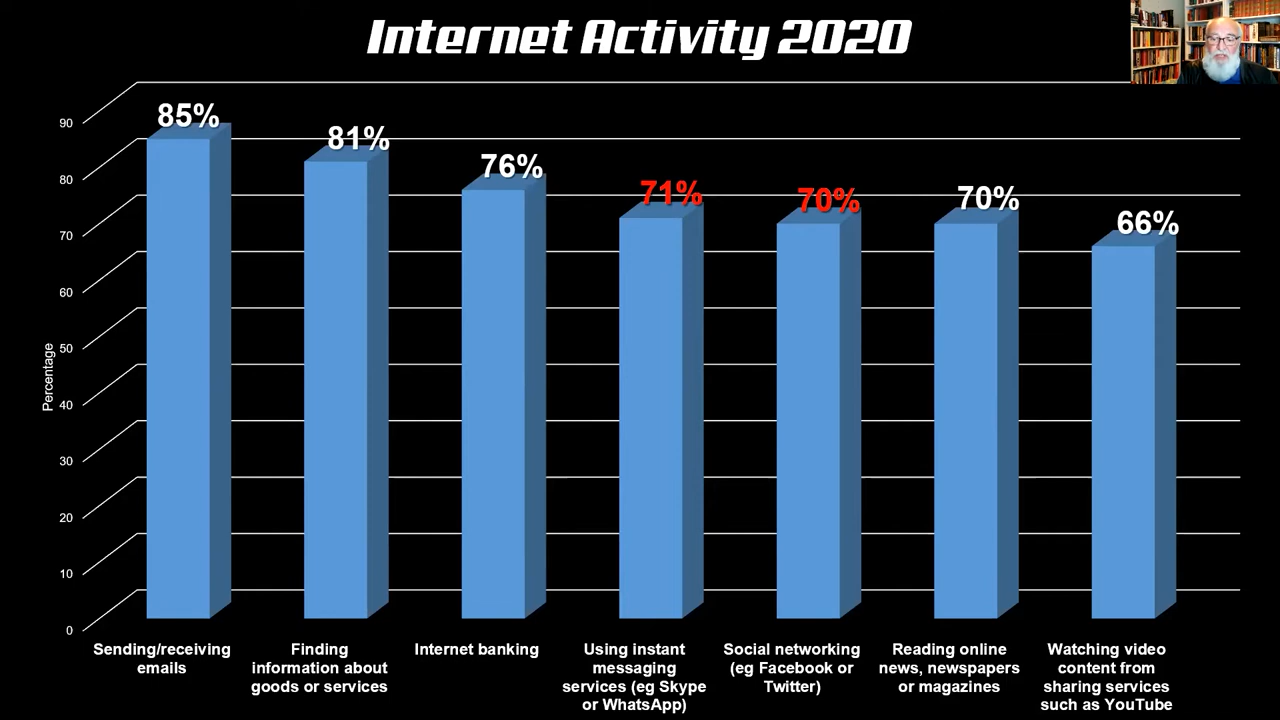 Internet Activity 2020
85%
81%
76%
71%
70%
70%
66%
90
80
70
60
50
40
30
20
10
0
Percentage
Sending/receiving
emails
Finding
information about
goods or services
Internet banking
Using instant
messaging
services (eg Skype
or WhatsApp)
Social networking
(eg Facebook or
Twitter)
Reading online
news, newspapers
or magazines
Watching video
content from
sharing services
such as YouTube